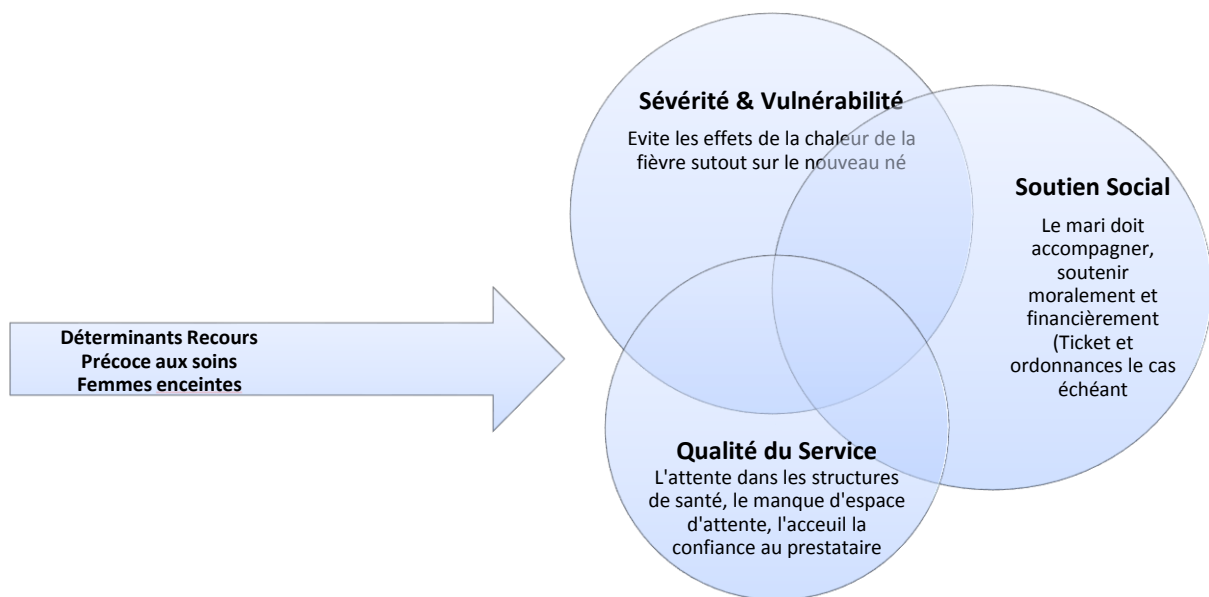 Sévérité & Vulnérabilité
Evite les effets de la chaleur de la
fièvre sutout sur le nouveau né
Soutien Social
Le mari doit
accompagner,
soutenir
moralement et
financièrement
(Ticket et
ordonnances le cas
échéant
Déterminants Recours
Précoce aux soins
Femmes enceintes
Qualité du Service
L'attente dans les structures
de santé, le manque d'espace
d'attente, l'acceuil la
confiance au prestataire